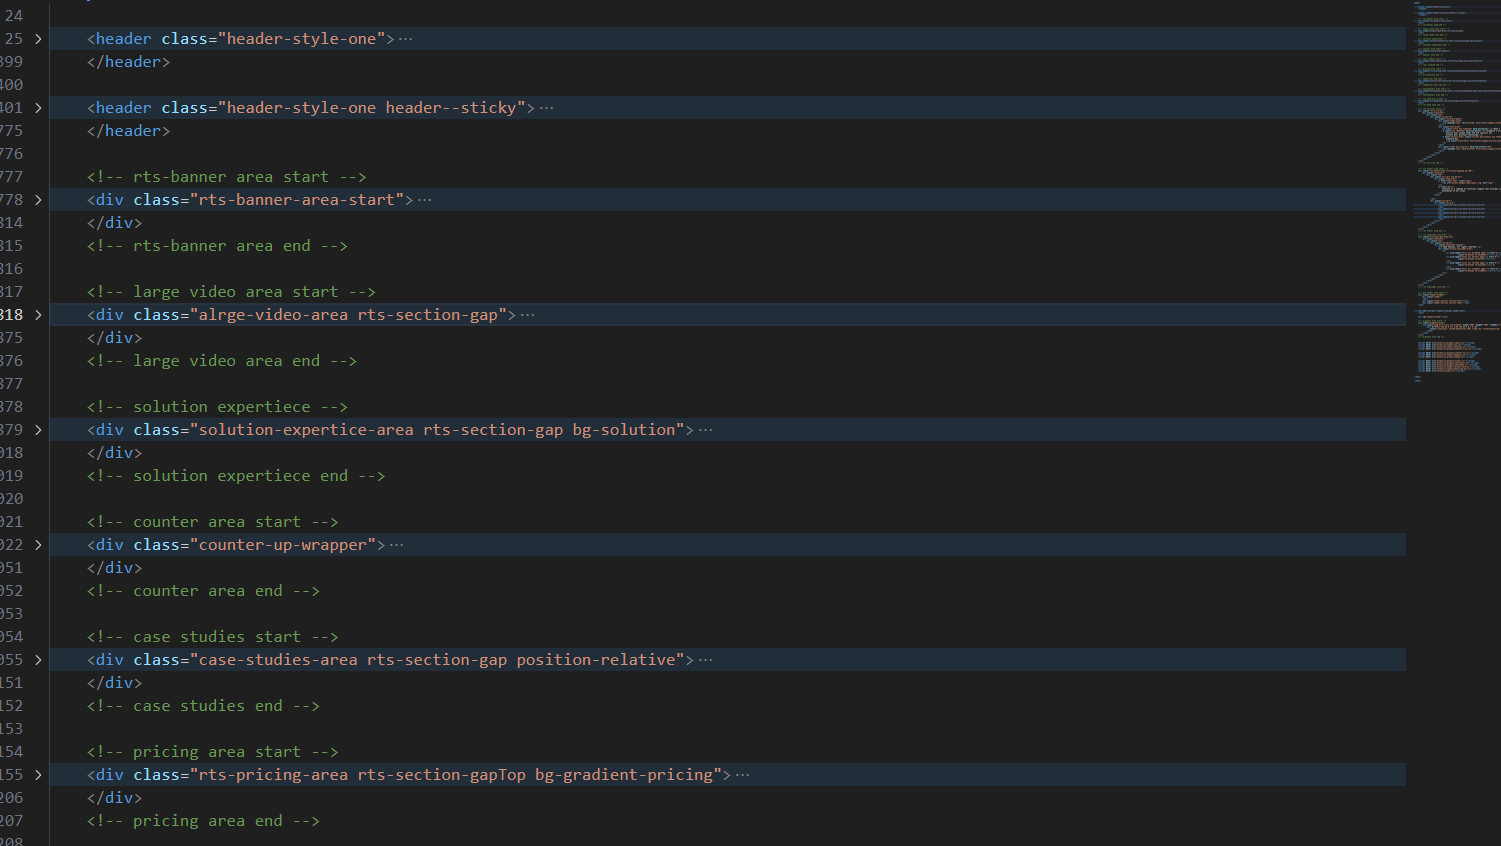 24
25 <header class="header-style-one">···
399 </header>
400
401 <header class="header-style-one header--sticky">···
775 </header>
776
777 <!-- rts-banner area start -->
778 <div class="rts-banner-area-start">···
814 </div>
815 <!-- rts-banner area end -->
816
817 <!-- large video area start -->
818 <div class="alrge-video-area rts-section-gap">···
875 </div>
876 <!-- large video area end -->
877
878 <!-- solution expertiece -->
879 <div class="solution-expertice-area rts-section-gap bg-solution">···
018 </div>
019 <!-- solution expertiece end -->
020
021 <!-- counter area start -->
022 <div class="counter-up-wrapper">···
051 </div>
052 <!-- counter area end -->
053
054 <!-- case studies start -->
055 <div class="case-studies-area rts-section-gap position-relative">···
151 </div>
152 <!-- case studies end -->
153
154 <!-- pricing area start -->
155 <div class="rts-pricing-area rts-section-gapTop bg-gradient-pricing">···
206 </div>
207 <!-- pricing area end -->
208